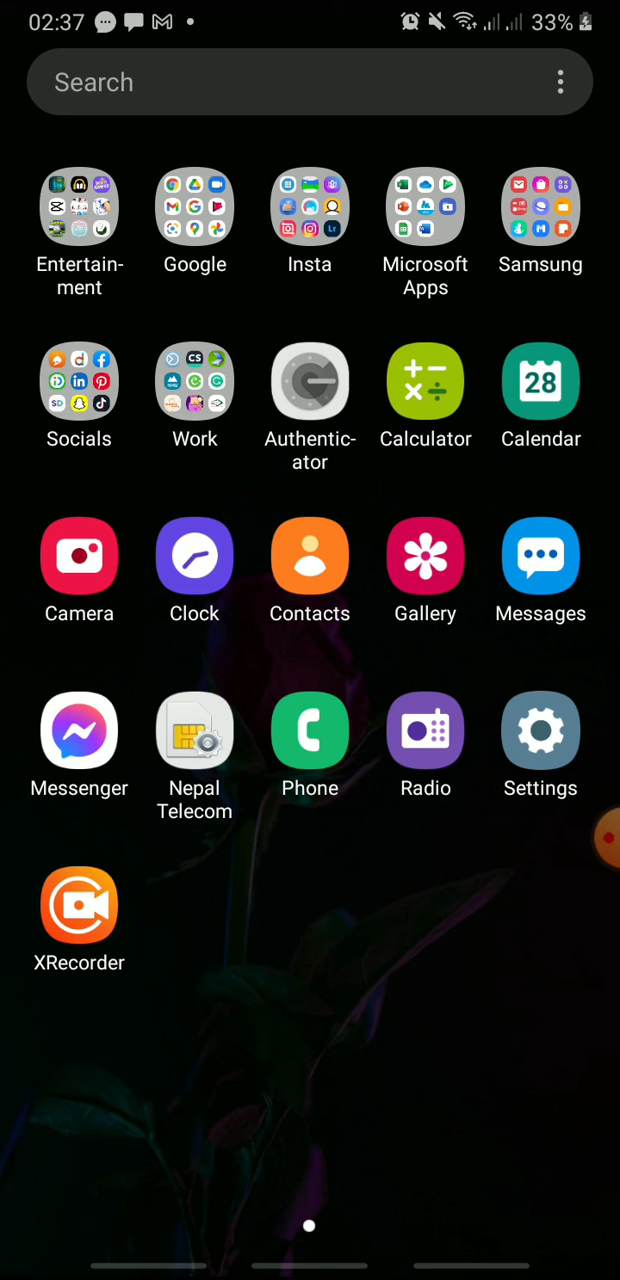 02:37 33%
Search
Entertain-
ment
Google
Insta
Microsoft
Apps
Samsung
Socials
Work
Authentic-
ator
Calculator
28
Calendar
Camera
Clock
Contacts
Gallery
Messages
Messenger
Nepal
Telecom
Phone
Radio
Settings
XRecorder